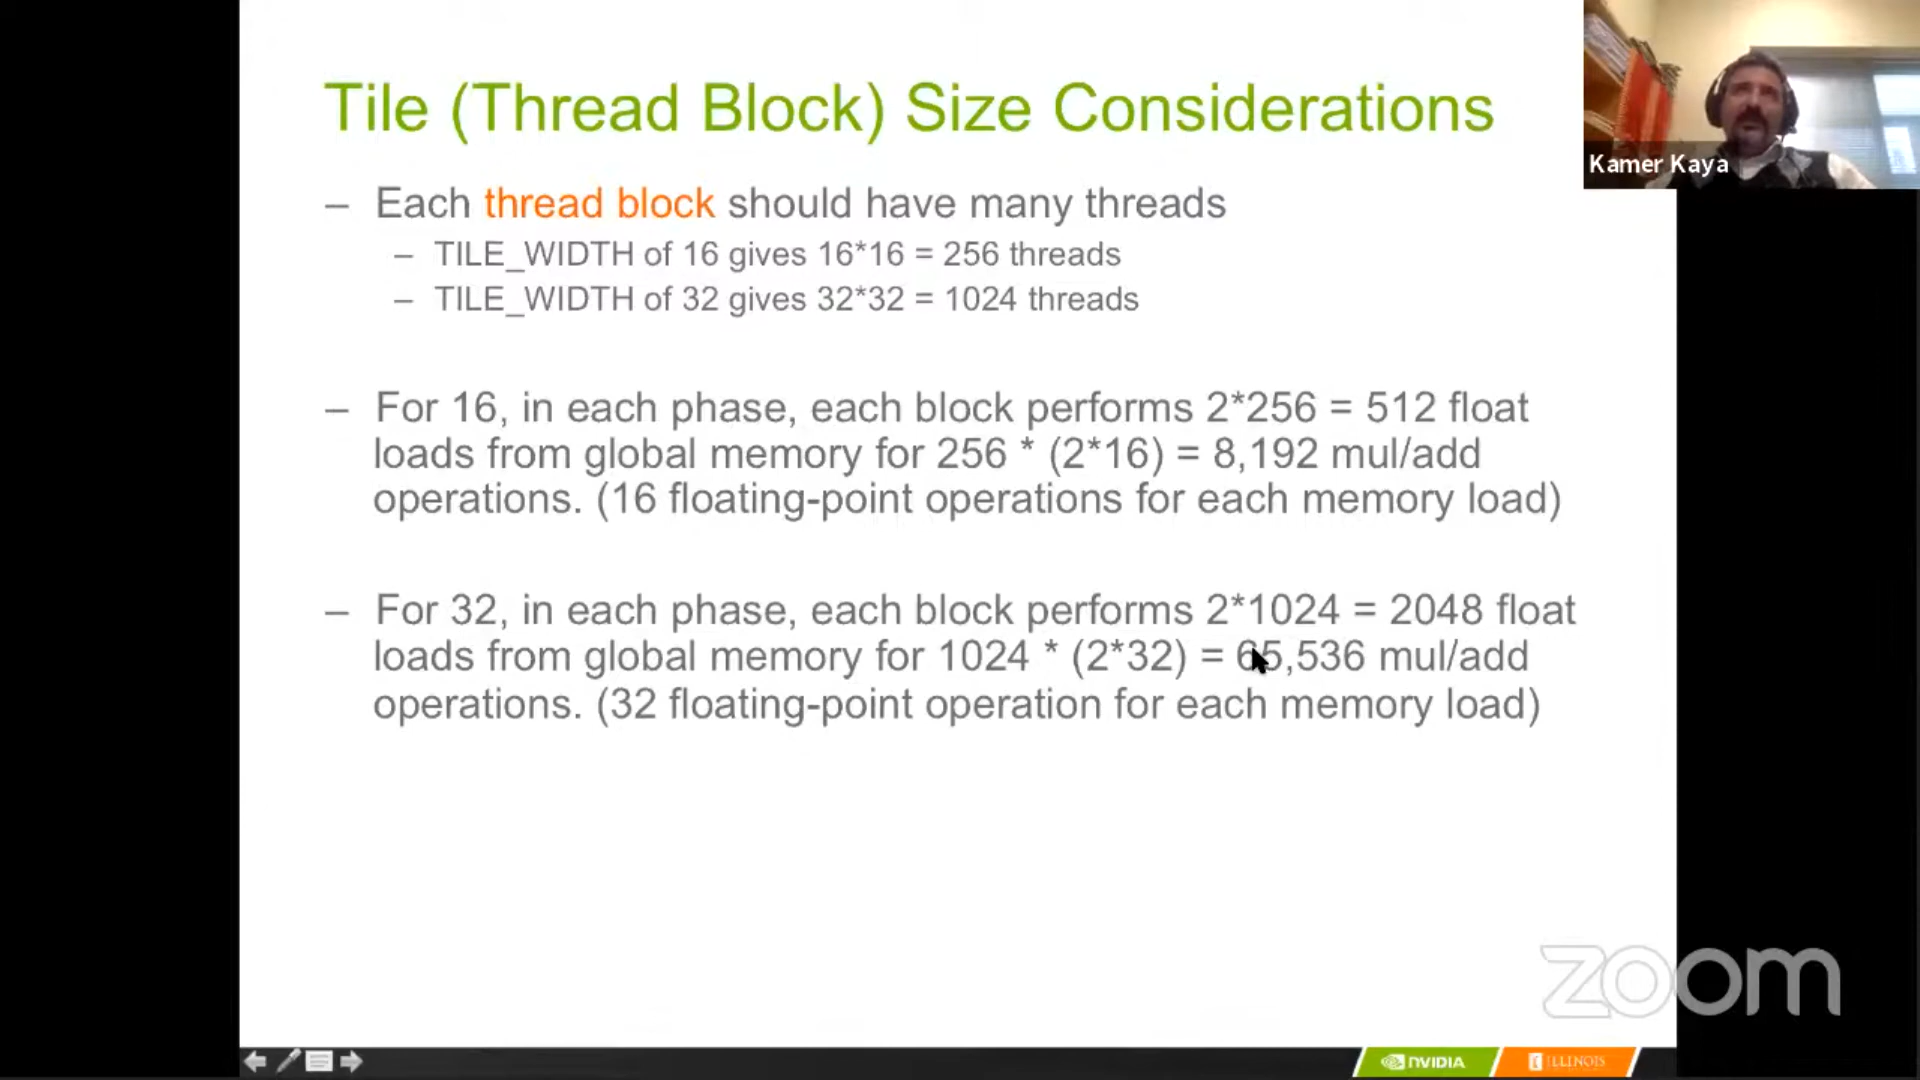 Tile (Thread Block) Size Considerations
Kamer Kaya
– Each thread block should have many threads
– TILE_WIDTH of 16 gives 16*16 = 256 threads
– TILE_WIDTH of 32 gives 32*32 = 1024 threads
– For 16, in each phase, each block performs 2*256 = 512 float
loads from global memory for 256 * (2*16) = 8,192 mul/add
operations. (16 floating-point operations for each memory load)
– For 32, in each phase, each block performs 2*1024 = 2048 float
loads from global memory for 1024 * (2*32) = 65,536 mul/add
operations. (32 floating-point operation for each memory load)
zoom
NVIDIA
ILLINOIS